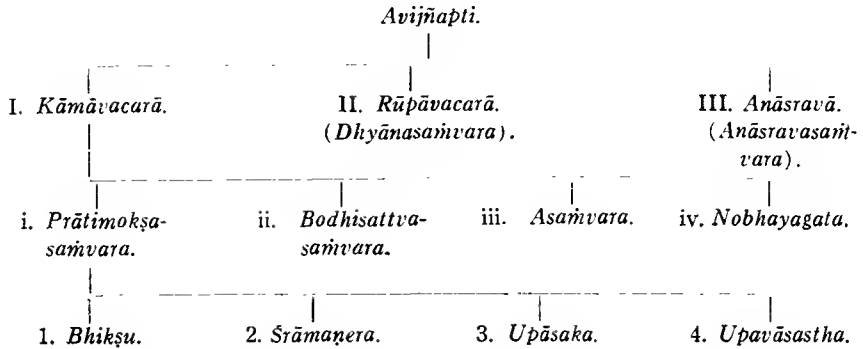 Avijñapti.
I. Kāmāvacarā. II. Rūpāvacarā. III. Anāsravā.
(Dhyānasaṁvara). (Anāsravasaṁ-
vara).
i. Prātimokṣa- ii. Bodhisattva- iii. Asaṁvara. iv. Nobhayagata.
saṁvara. saṁvara.
1. Bhikṣu. 2. Śrāmaṇera. 3. Upāsaka. 4. Upavāsastha.